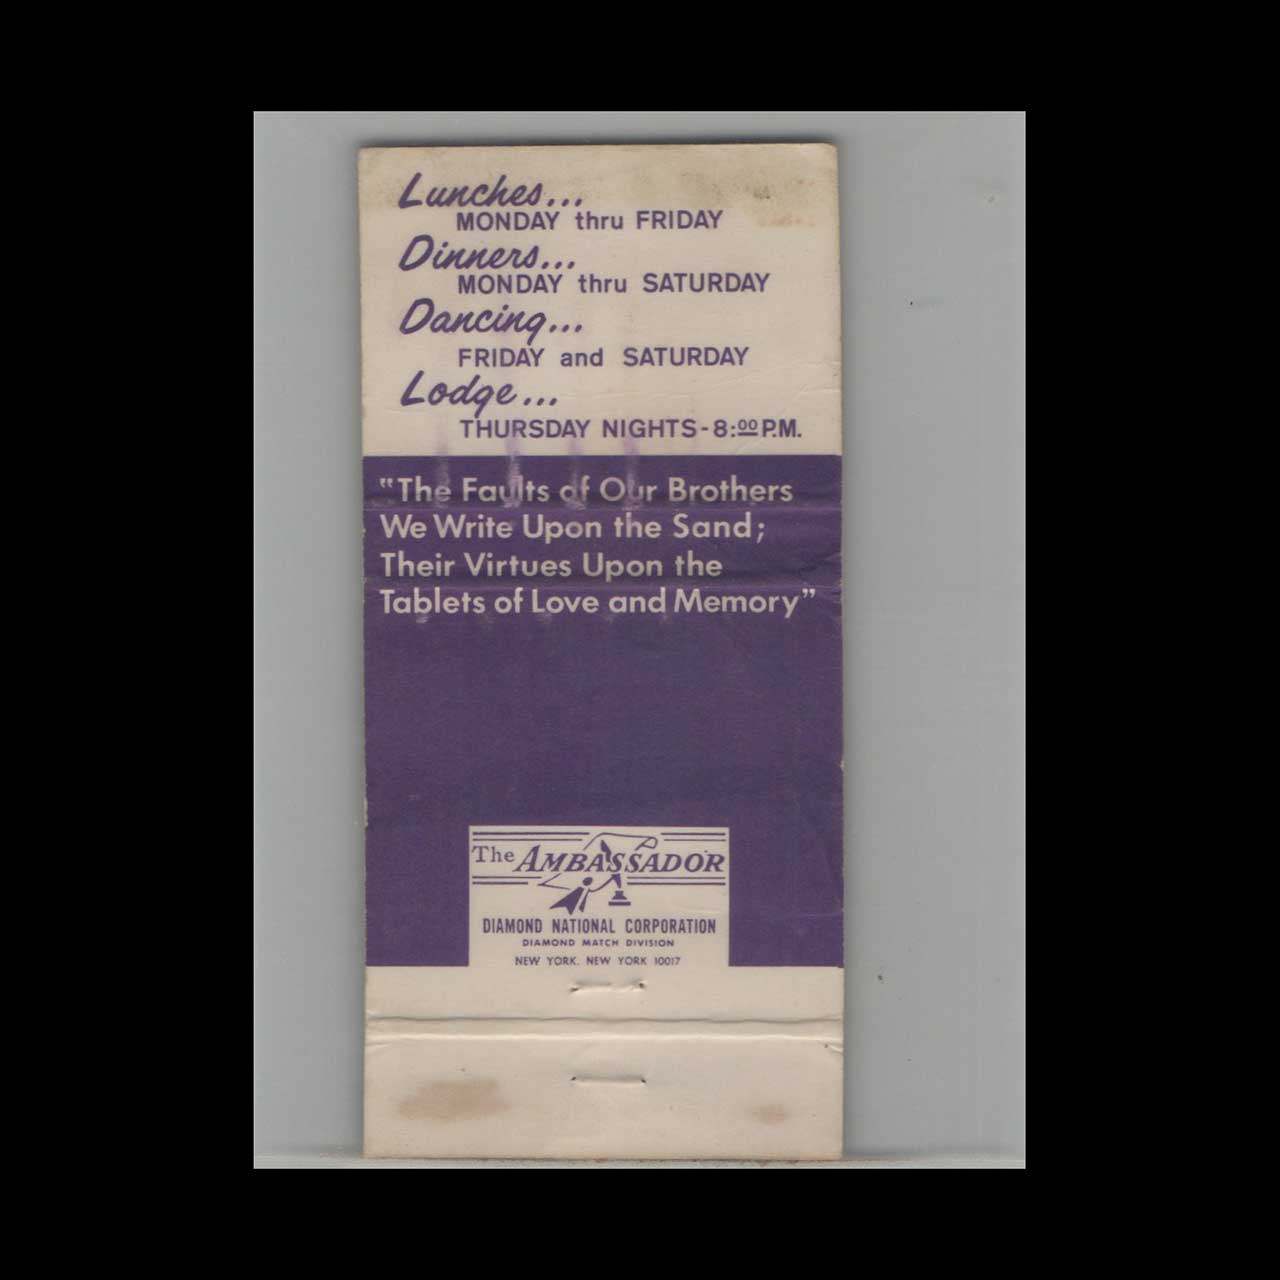 Lunches...
MONDAY thru FRIDAY
Dinners...
MONDAY thru SATURDAY
Dancing...
FRIDAY and SATURDAY
Lodge...
THURSDAY NIGHTS - 8:00 P.M.
"The Faults of Our Brothers
We Write Upon the Sand;
Their Virtues Upon the
Tablets of Love and Memory"
The AMBASSADOR
DIAMOND NATIONAL CORPORATION
DIAMOND MATCH DIVISION
NEW YORK, NEW YORK 10017